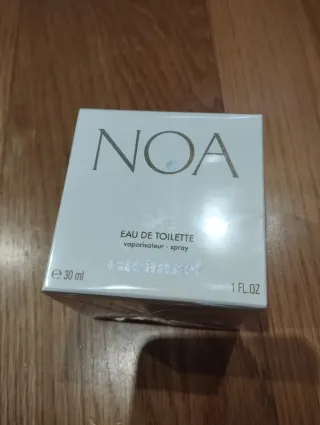 NOA
EAU DE TOILETTE
vaporisateur - spray
℮ 30 ml
1 FL.OZ